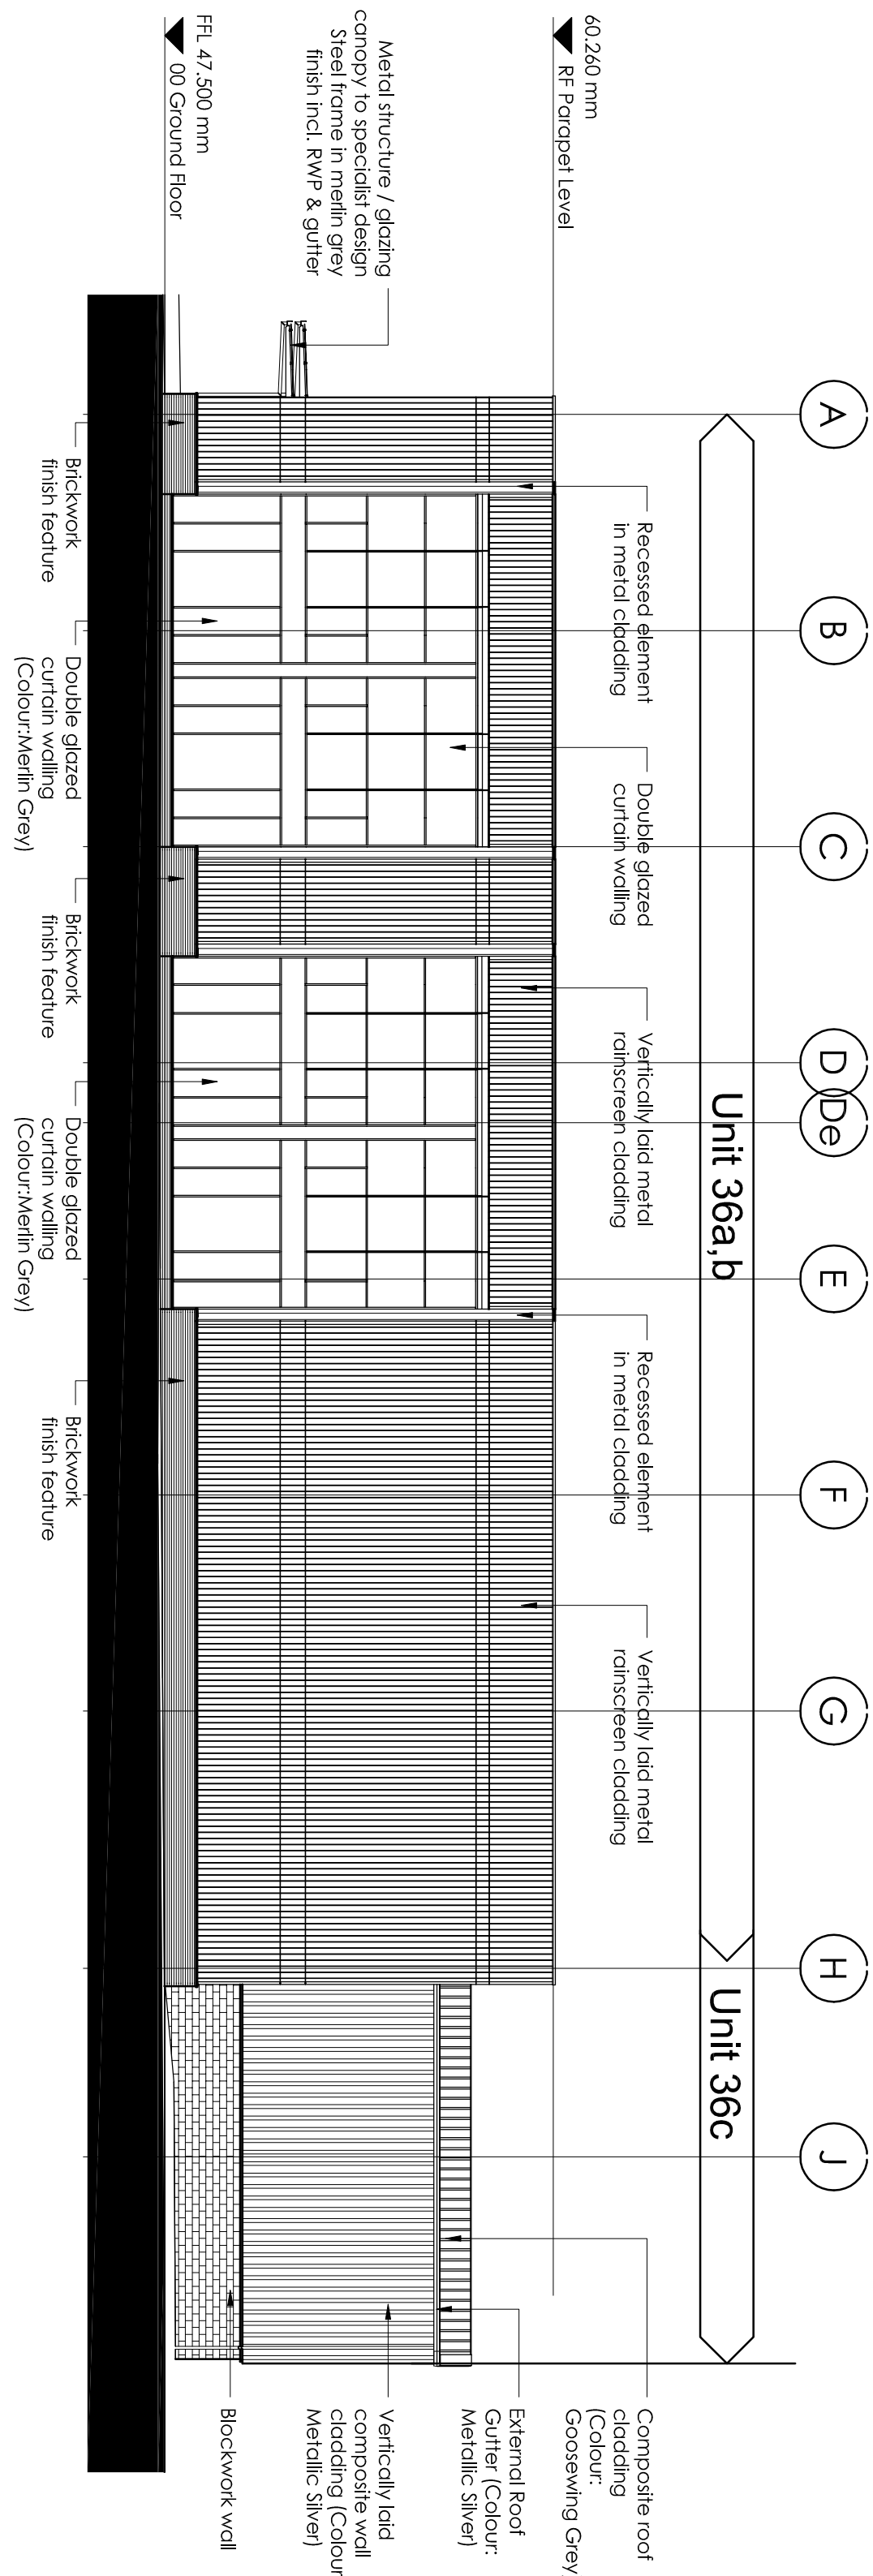 A
B
C
D
De
E
F
G
H
J
Unit 36a,b
Unit 36c
60.260 mm
RF Parapet Level
Recessed element
in metal cladding
Double glazed
curtain walling
Vertically laid metal
rainscreen cladding
Recessed element
in metal cladding
Vertically laid metal
rainscreen cladding
Composite roof
cladding
(Colour:
Goosewing Grey
External Roof
Gutter (Colour:
Metallic Silver)
Vertically laid
composite wall
cladding (Colour
Metallic Silver)
Blockwork wall
Metal structure / glazing
canopy to specialist design
Steel frame in merlin grey
finish incl. RWP & gutter
FFL 47.500 mm
00 Ground Floor
Brickwork
finish feature
Double glazed
curtain walling
(Colour:Merlin Grey)
Brickwork
finish feature
Double glazed
curtain walling
(Colour:Merlin Grey)
Brickwork
finish feature